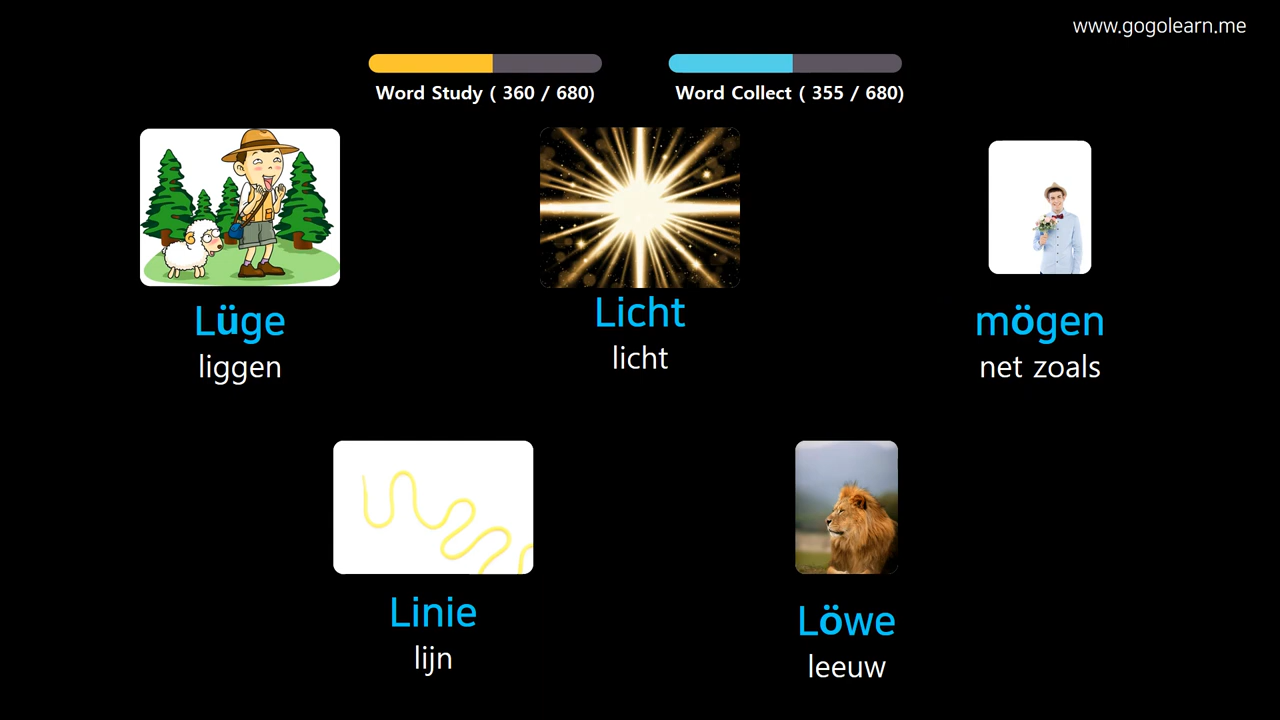 www.gogolearn.me
Word Study ( 360 / 680)
Word Collect ( 355 / 680)
Lüge
liggen
Licht
licht
mögen
net zoals
Linie
lijn
Löwe
leeuw